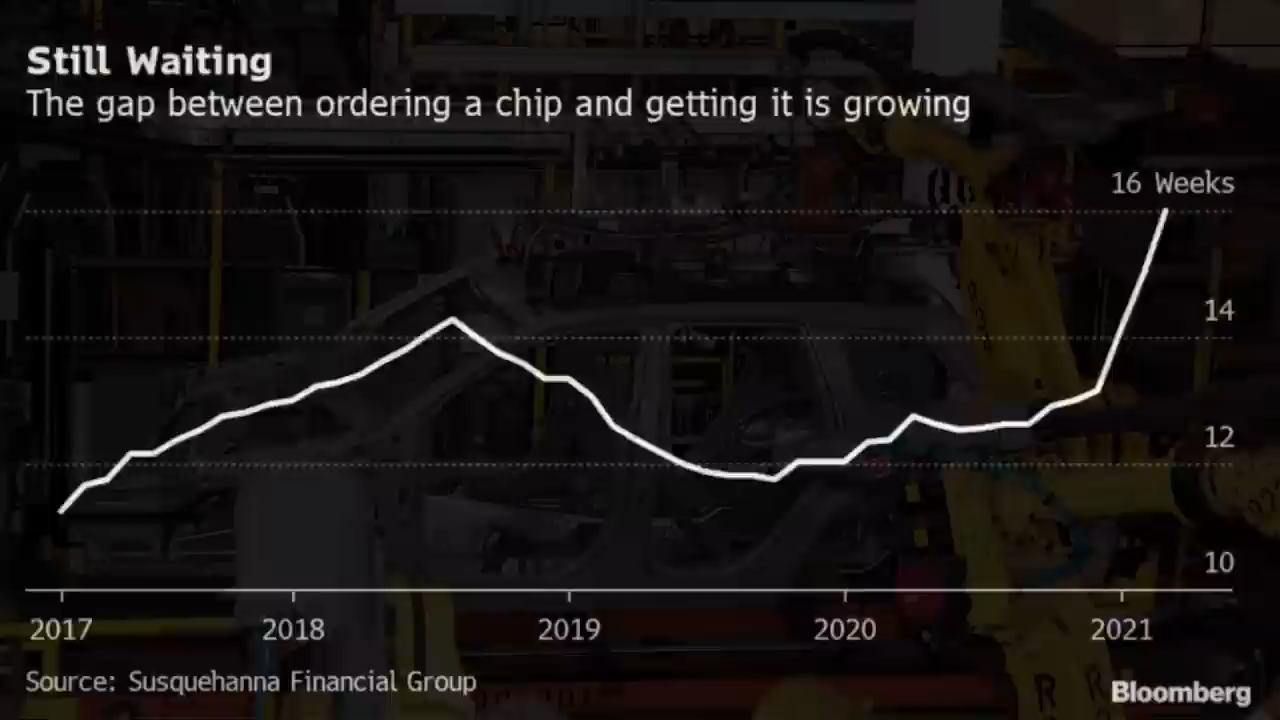 Still Waiting
The gap between ordering a chip and getting it is growing
16 Weeks
14
12
10
2017 2018 2019 2020 2021
Source: Susquehanna Financial Group
Bloomberg